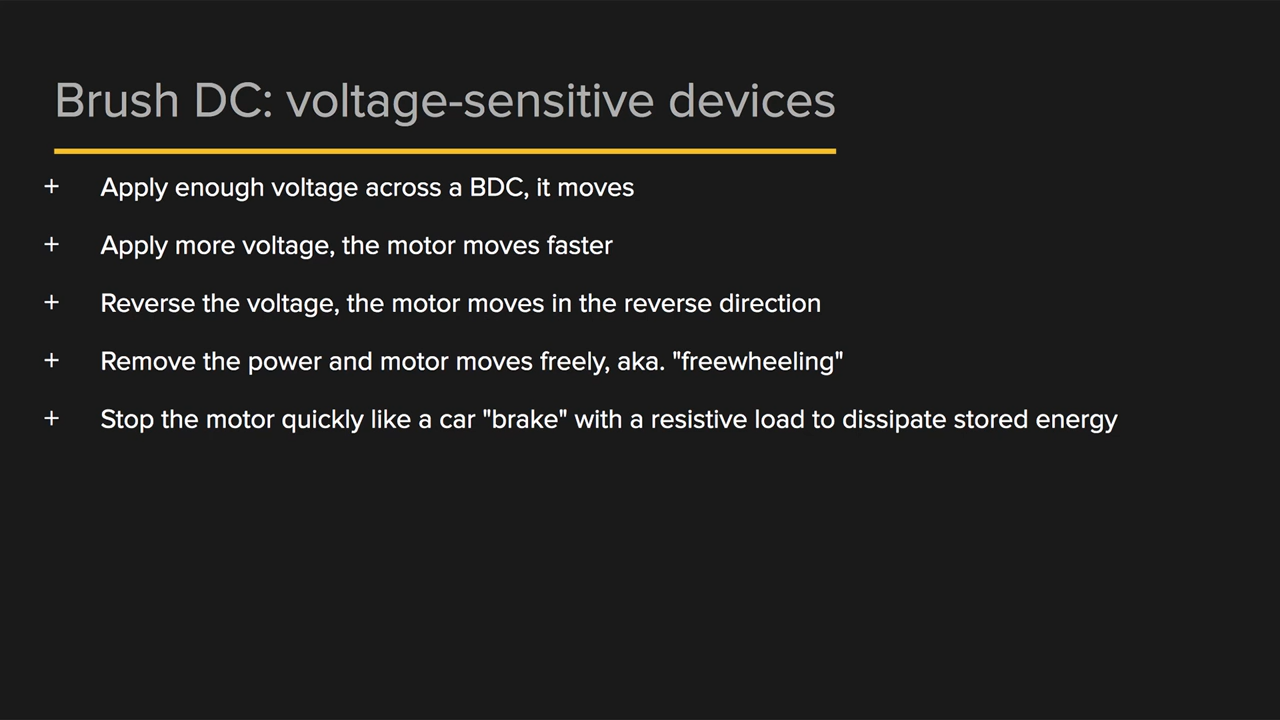 Brush DC: voltage-sensitive devices
+ Apply enough voltage across a BDC, it moves
+ Apply more voltage, the motor moves faster
+ Reverse the voltage, the motor moves in the reverse direction
+ Remove the power and motor moves freely, aka. "freewheeling"
+ Stop the motor quickly like a car "brake" with a resistive load to dissipate stored energy